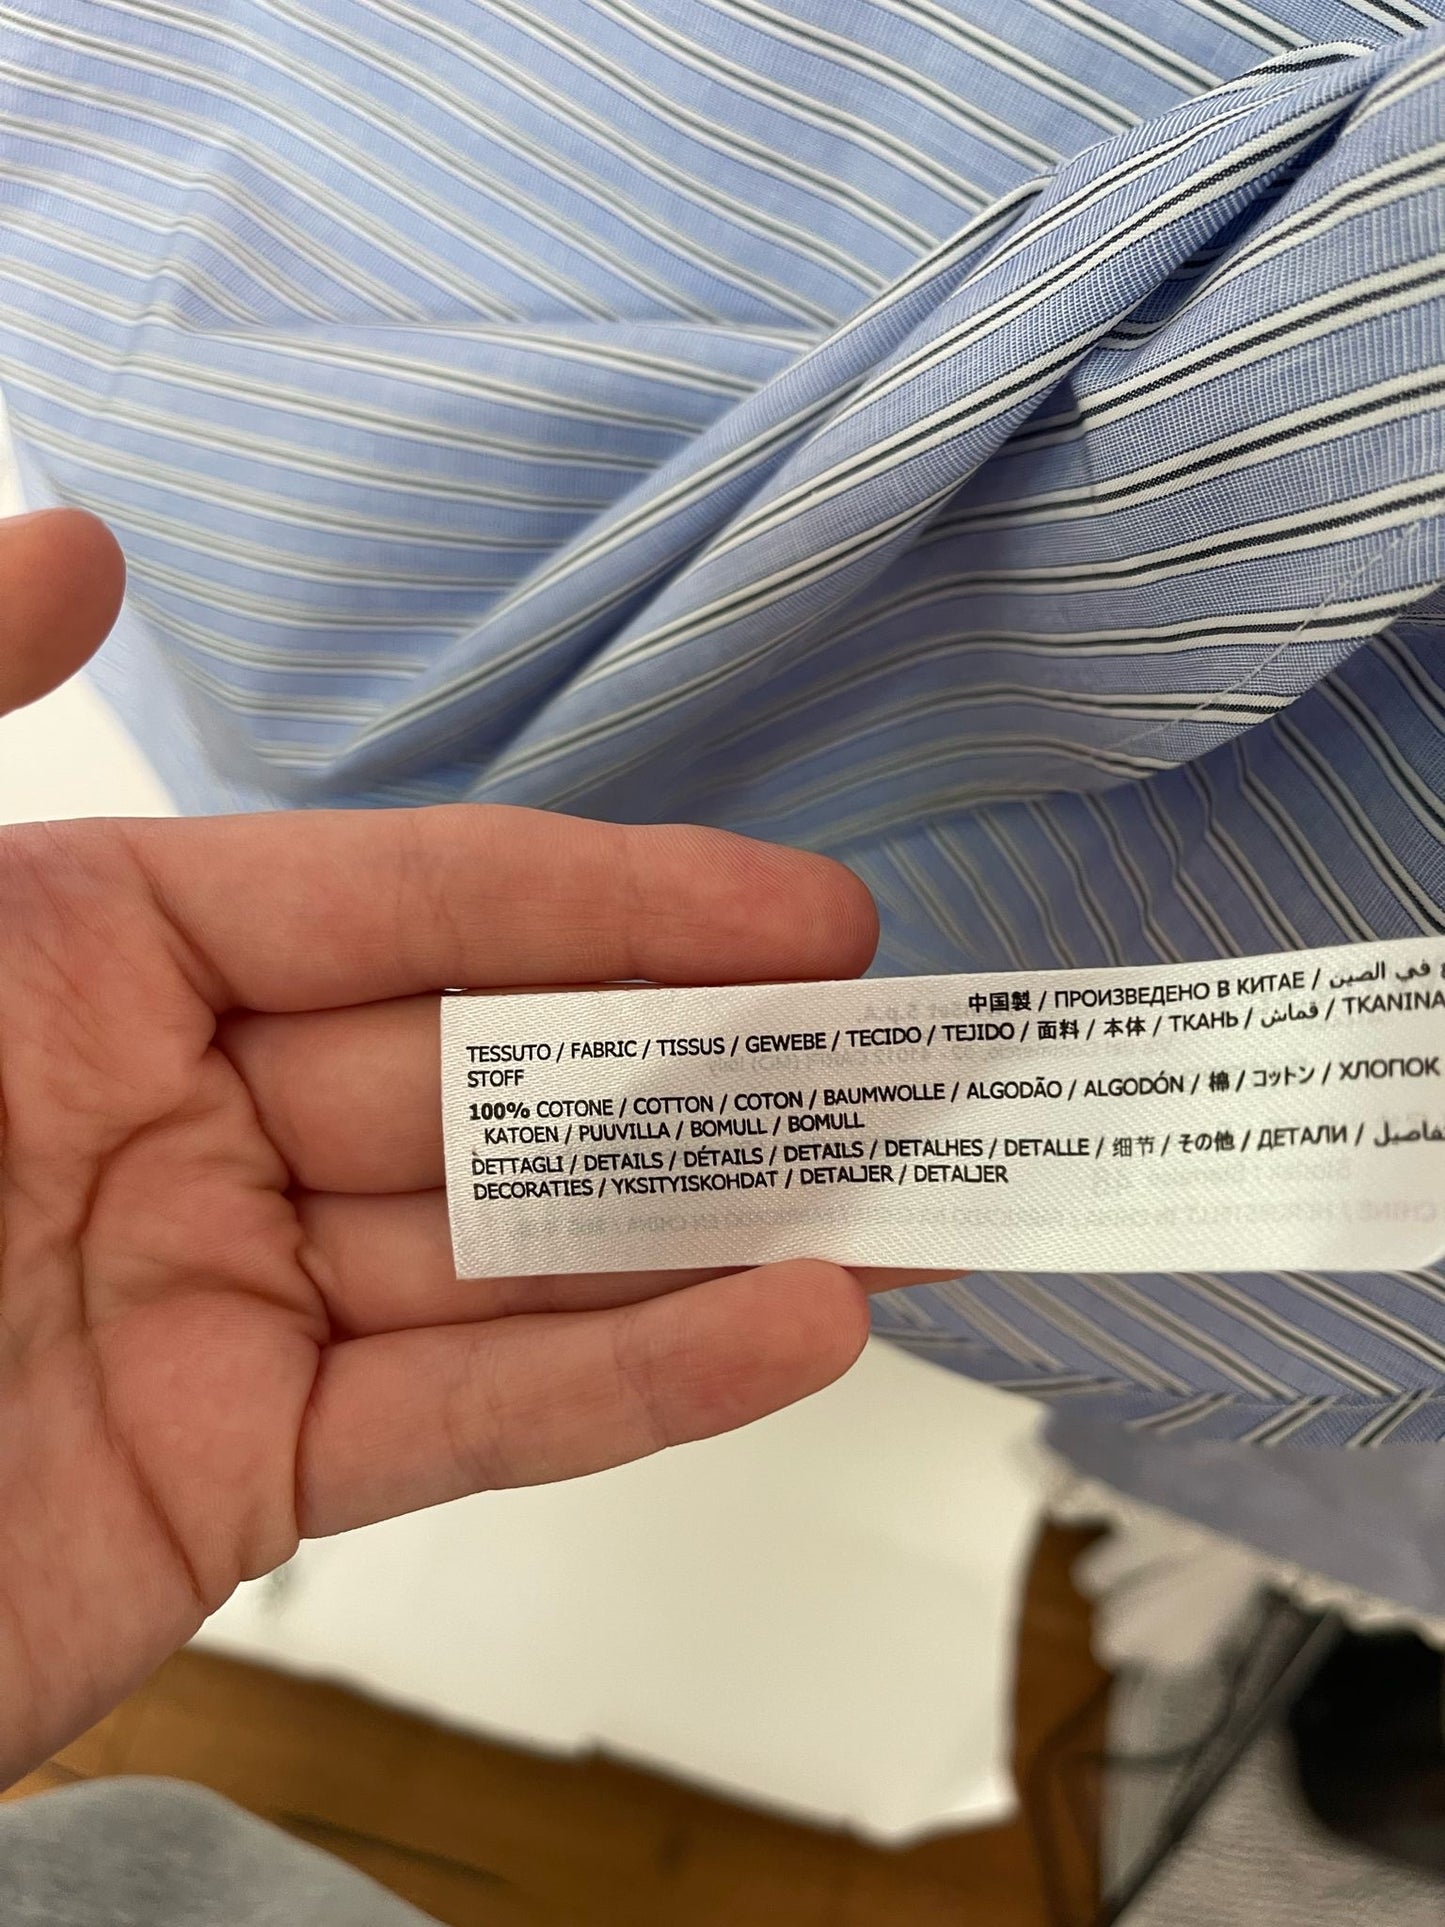 中国製 / ПРОИЗВЕДЕНО В КИТАЕ / في الصين
TESSUTO / FABRIC / TISSUS / GEWEBE / TECIDO / TEJIDO / 面料 / 本体 / ТКАНЬ / قماش / TKANINA
STOFF
100% COTONE / COTTON / COTON / BAUMWOLLE / ALGODÃO / ALGODÓN / 棉 / コットン / ХЛОПОК
KATOEN / PUUVILLA / BOMULL / BOMULL
DETTAGLI / DETAILS / DÉTAILS / DETAILS / DETALHES / DETALLE / 细节 / その他 / ДЕТАЛИ /
DECORATIES / YKSITYISKOHDAT / DETALJER / DETALJER